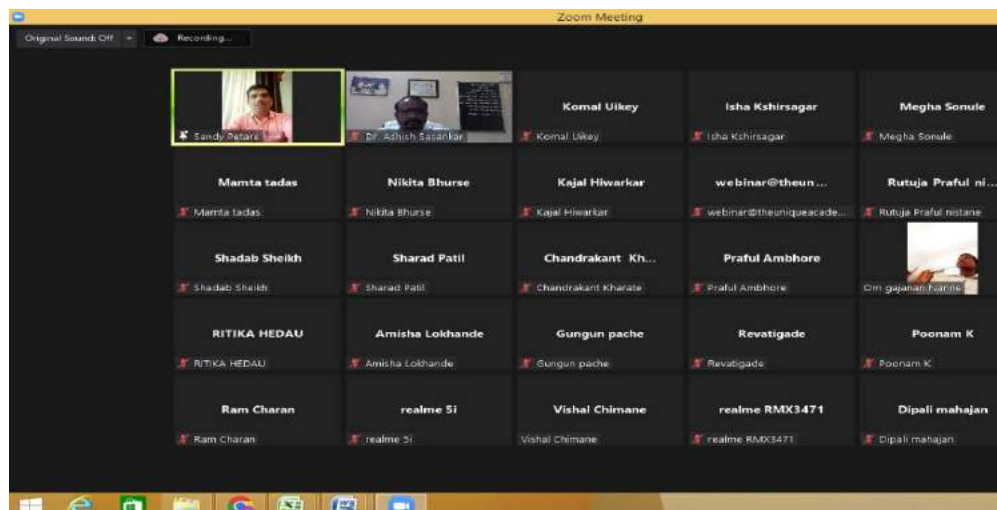 Zoom Meeting
Original Sound: Off
Recording...
Sandy Petare
Dr. Ashish Sasankar
Komal Uikey
Komal Uikey
Isha Kshirsagar
Isha Kshirsagar
Megha Sonule
Megha Sonule
Mamta tadas
Mamta tadas
Nikita Bhurse
Nikita Bhurse
Kajal Hiwarkar
Kajal Hiwarkar
webinar@theun...
webinar@theuniqueacade...
Rutuja Praful ni...
Rutuja Praful nistane
Shadab Sheikh
Shadab Sheikh
Sharad Patil
Sharad Patil
Chandrakant Kh...
Chandrakant Kharate
Praful Ambhore
Praful Ambhore
Om gajanan
RITIKA HEDAU
RITIKA HEDAU
Amisha Lokhande
Amisha Lokhande
Gungun pache
Gungun pache
Revatigade
Revatigade
Poonam K
Poonam K
Ram Charan
Ram Charan
realme 5i
realme 5i
Vishal Chimane
Vishal Chimane
realme RMX3471
realme RMX3471
Dipali mahajan
Dipali mahajan